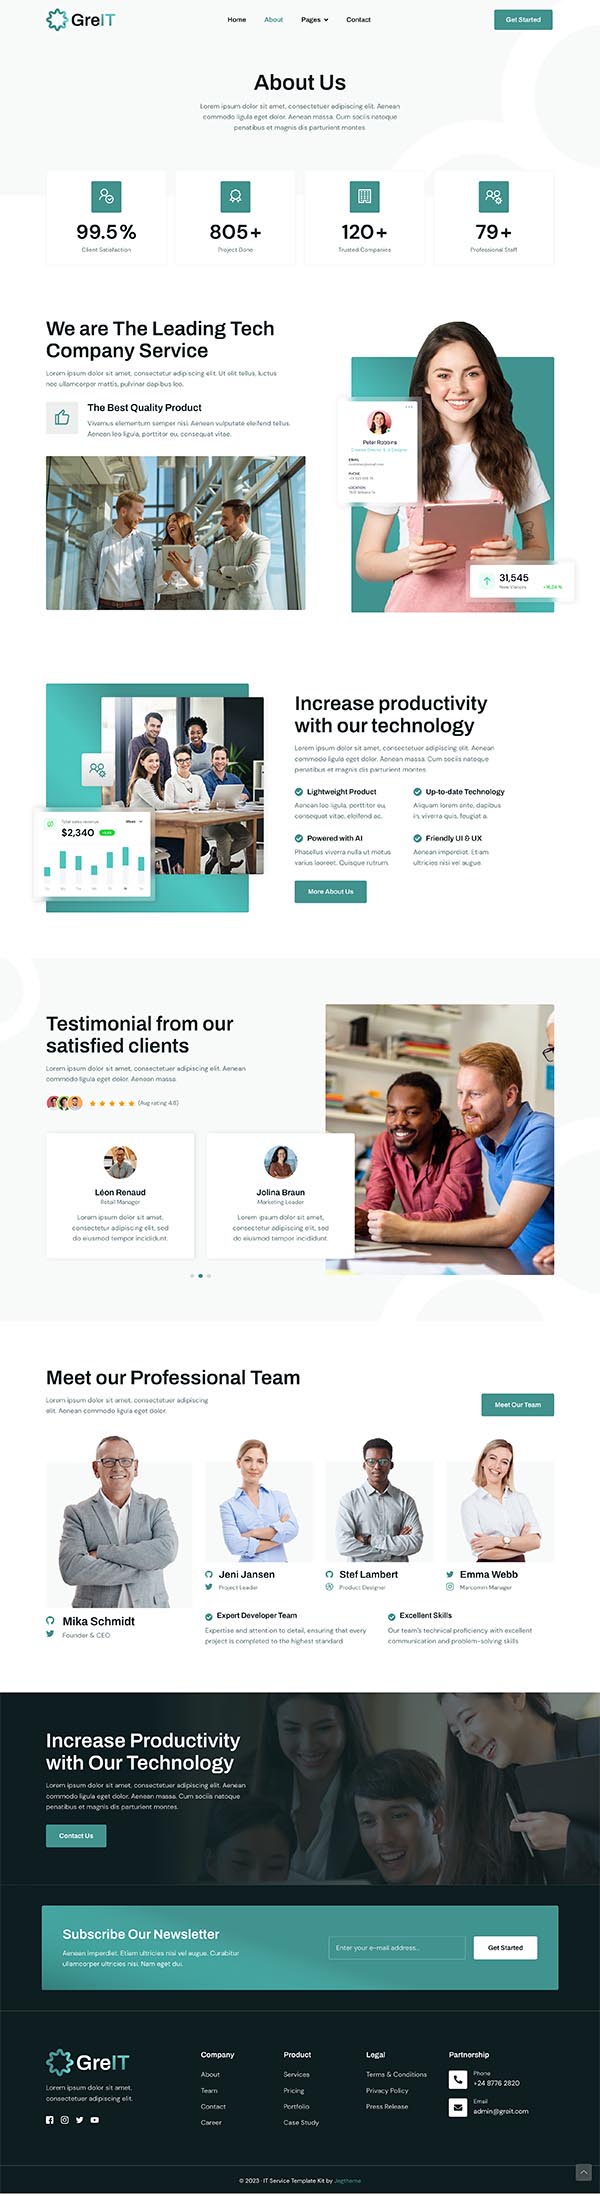 GreIT
Home About Pages Contact
Get Started
About Us
Lorem ipsum dolor sit amet, consectetuer adipiscing elit. Aenean
commodo ligula eget dolor. Aenean massa. Cum sociis natoque
penatibus et magnis dis parturient montes.
99.5%
Client Satisfaction
805+
Project Done
120+
Trusted Companies
79+
Professional Staff
We are The Leading Tech
Company Service
Lorem ipsum dolor sit amet, consectetur adipiscing elit. Ut elit tellus, luctus
nec ullamcorper mattis, pulvinar dapibus leo.
The Best Quality Product
Vivamus elementum semper nisi. Aenean vulputate eleifend tellus.
Aenean leo ligula, porttitor eu, consequat vitae.
Peter Robbins
EMAIL
PHONE
LOCATION
31,545
New Visitors
Total sales revenue
$2,340
Increase productivity
with our technology
Lorem ipsum dolor sit amet, consectetuer adipiscing elit. Aenean
commodo ligula eget dolor. Aenean massa. Cum sociis natoque
penatibus et magnis dis parturient montes.
Lightweight Product
Aenean leo ligula, porttitor eu,
consequat vitae, eleifend ac.
Up-to-date Technology
Aliquam lorem ante, dapibus
in, viverra quis, feugiat a.
Powered with AI
Phasellus viverra nulla ut metus
varius laoreet. Quisque rutrum.
Friendly UI & UX
Aenean imperdiet. Etiam
ultricies nisi vel augue.
More About Us
Testimonial from our
satisfied clients
Lorem ipsum dolor sit amet, consectetuer adipiscing elit. Aenean
commodo ligula eget dolor. Aenean massa.
(Avg rating 4.8)
Léon Renaud
Retail Manager
Lorem ipsum dolor sit amet,
consectetur adipiscing elit, sed
do eiusmod tempor incididunt.
Jolina Braun
Marketing Leader
Lorem ipsum dolor sit amet,
consectetur adipiscing elit, sed
do eiusmod tempor incididunt.
Meet our Professional Team
Lorem ipsum dolor sit amet, consectetuer adipiscing
elit. Aenean commodo ligula eget dolor.
Meet Our Team
Mika Schmidt
Founder & CEO
Jeni Jansen
Project Leader
Stef Lambert
Product Designer
Emma Webb
Marcomm Manager
Expert Developer Team
Expertise and attention to detail, ensuring that every
project is completed to the highest standard
Excellent Skills
Our team's technical proficiency with excellent
communication and problem-solving skills
Increase Productivity
with Our Technology
Lorem ipsum dolor sit amet, consectetuer adipiscing elit. Aenean
commodo ligula eget dolor. Aenean massa. Cum sociis natoque
penatibus et magnis dis parturient montes.
Contact Us
Subscribe Our Newsletter
Aenean imperdiet. Etiam ultricies nisi vel augue. Curabitur
ullamcorper ultricies nisi. Nam eget dui.
Enter your e-mail address...
Get Started
GreIT
Lorem ipsum dolor sit amet,
consectetuer adipiscing elit.
Company
About
Team
Contact
Career
Product
Services
Pricing
Portfolio
Case Study
Legal
Terms & Conditions
Privacy Policy
Press Release
Partnership
Phone
+24 8776 2820
Email
admin@greit.com
© 2023 · IT Service Template Kit by Jegtheme